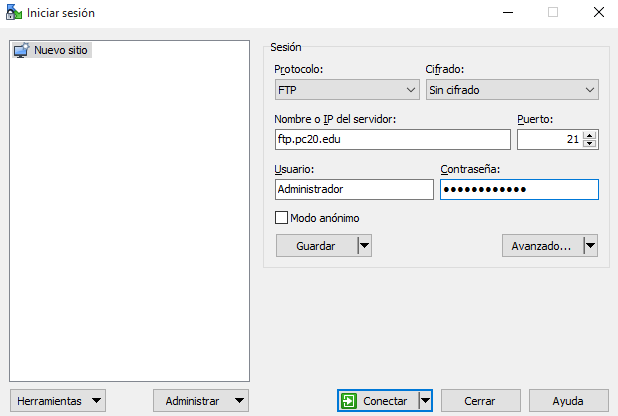 Iniciar sesión
Nuevo sitio
Sesión
Protocolo:
Cifrado:
FTP
Sin cifrado
Nombre o IP del servidor:
Puerto:
ftp.pc20.edu
21
Usuario:
Contraseña:
Administrador
●●●●●●●●●●●●
Modo anónimo
Guardar
Avanzado...
Herramientas
Administrar
Conectar
Cerrar
Ayuda